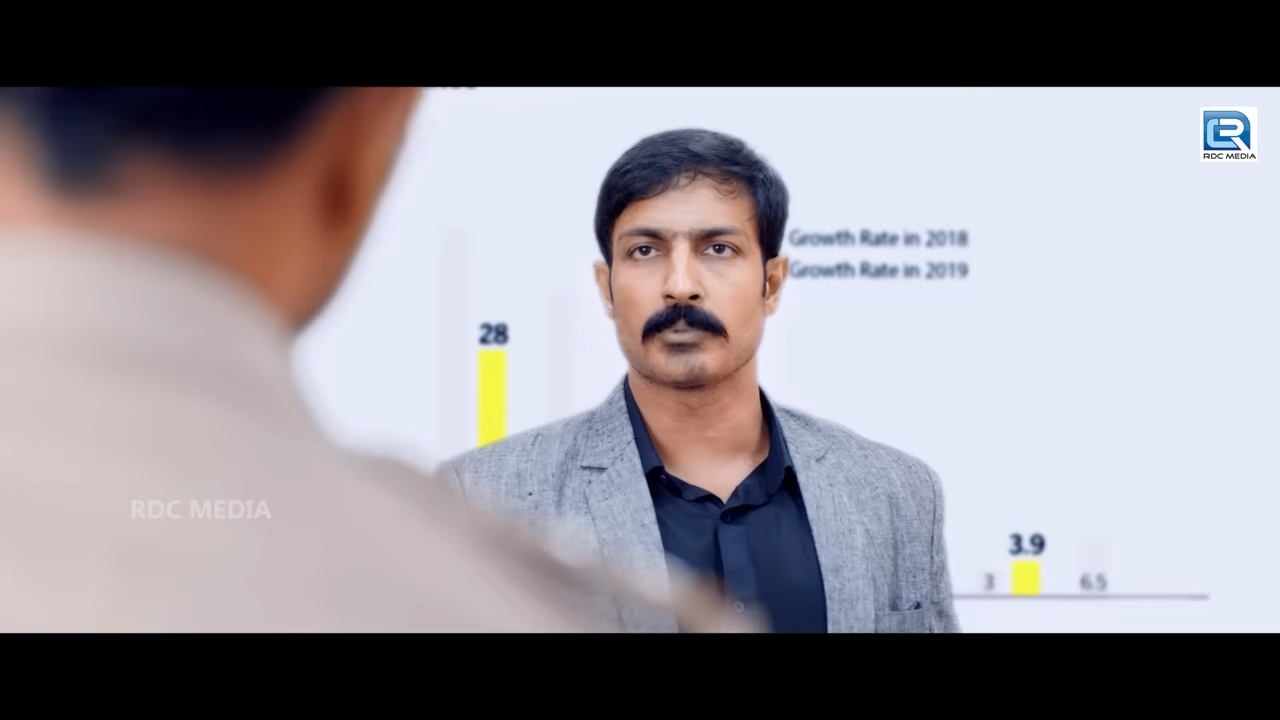 RDC MEDIA
Growth Rate in 2018
Growth Rate in 2019
28
RDC MEDIA
3.9
3
6.5